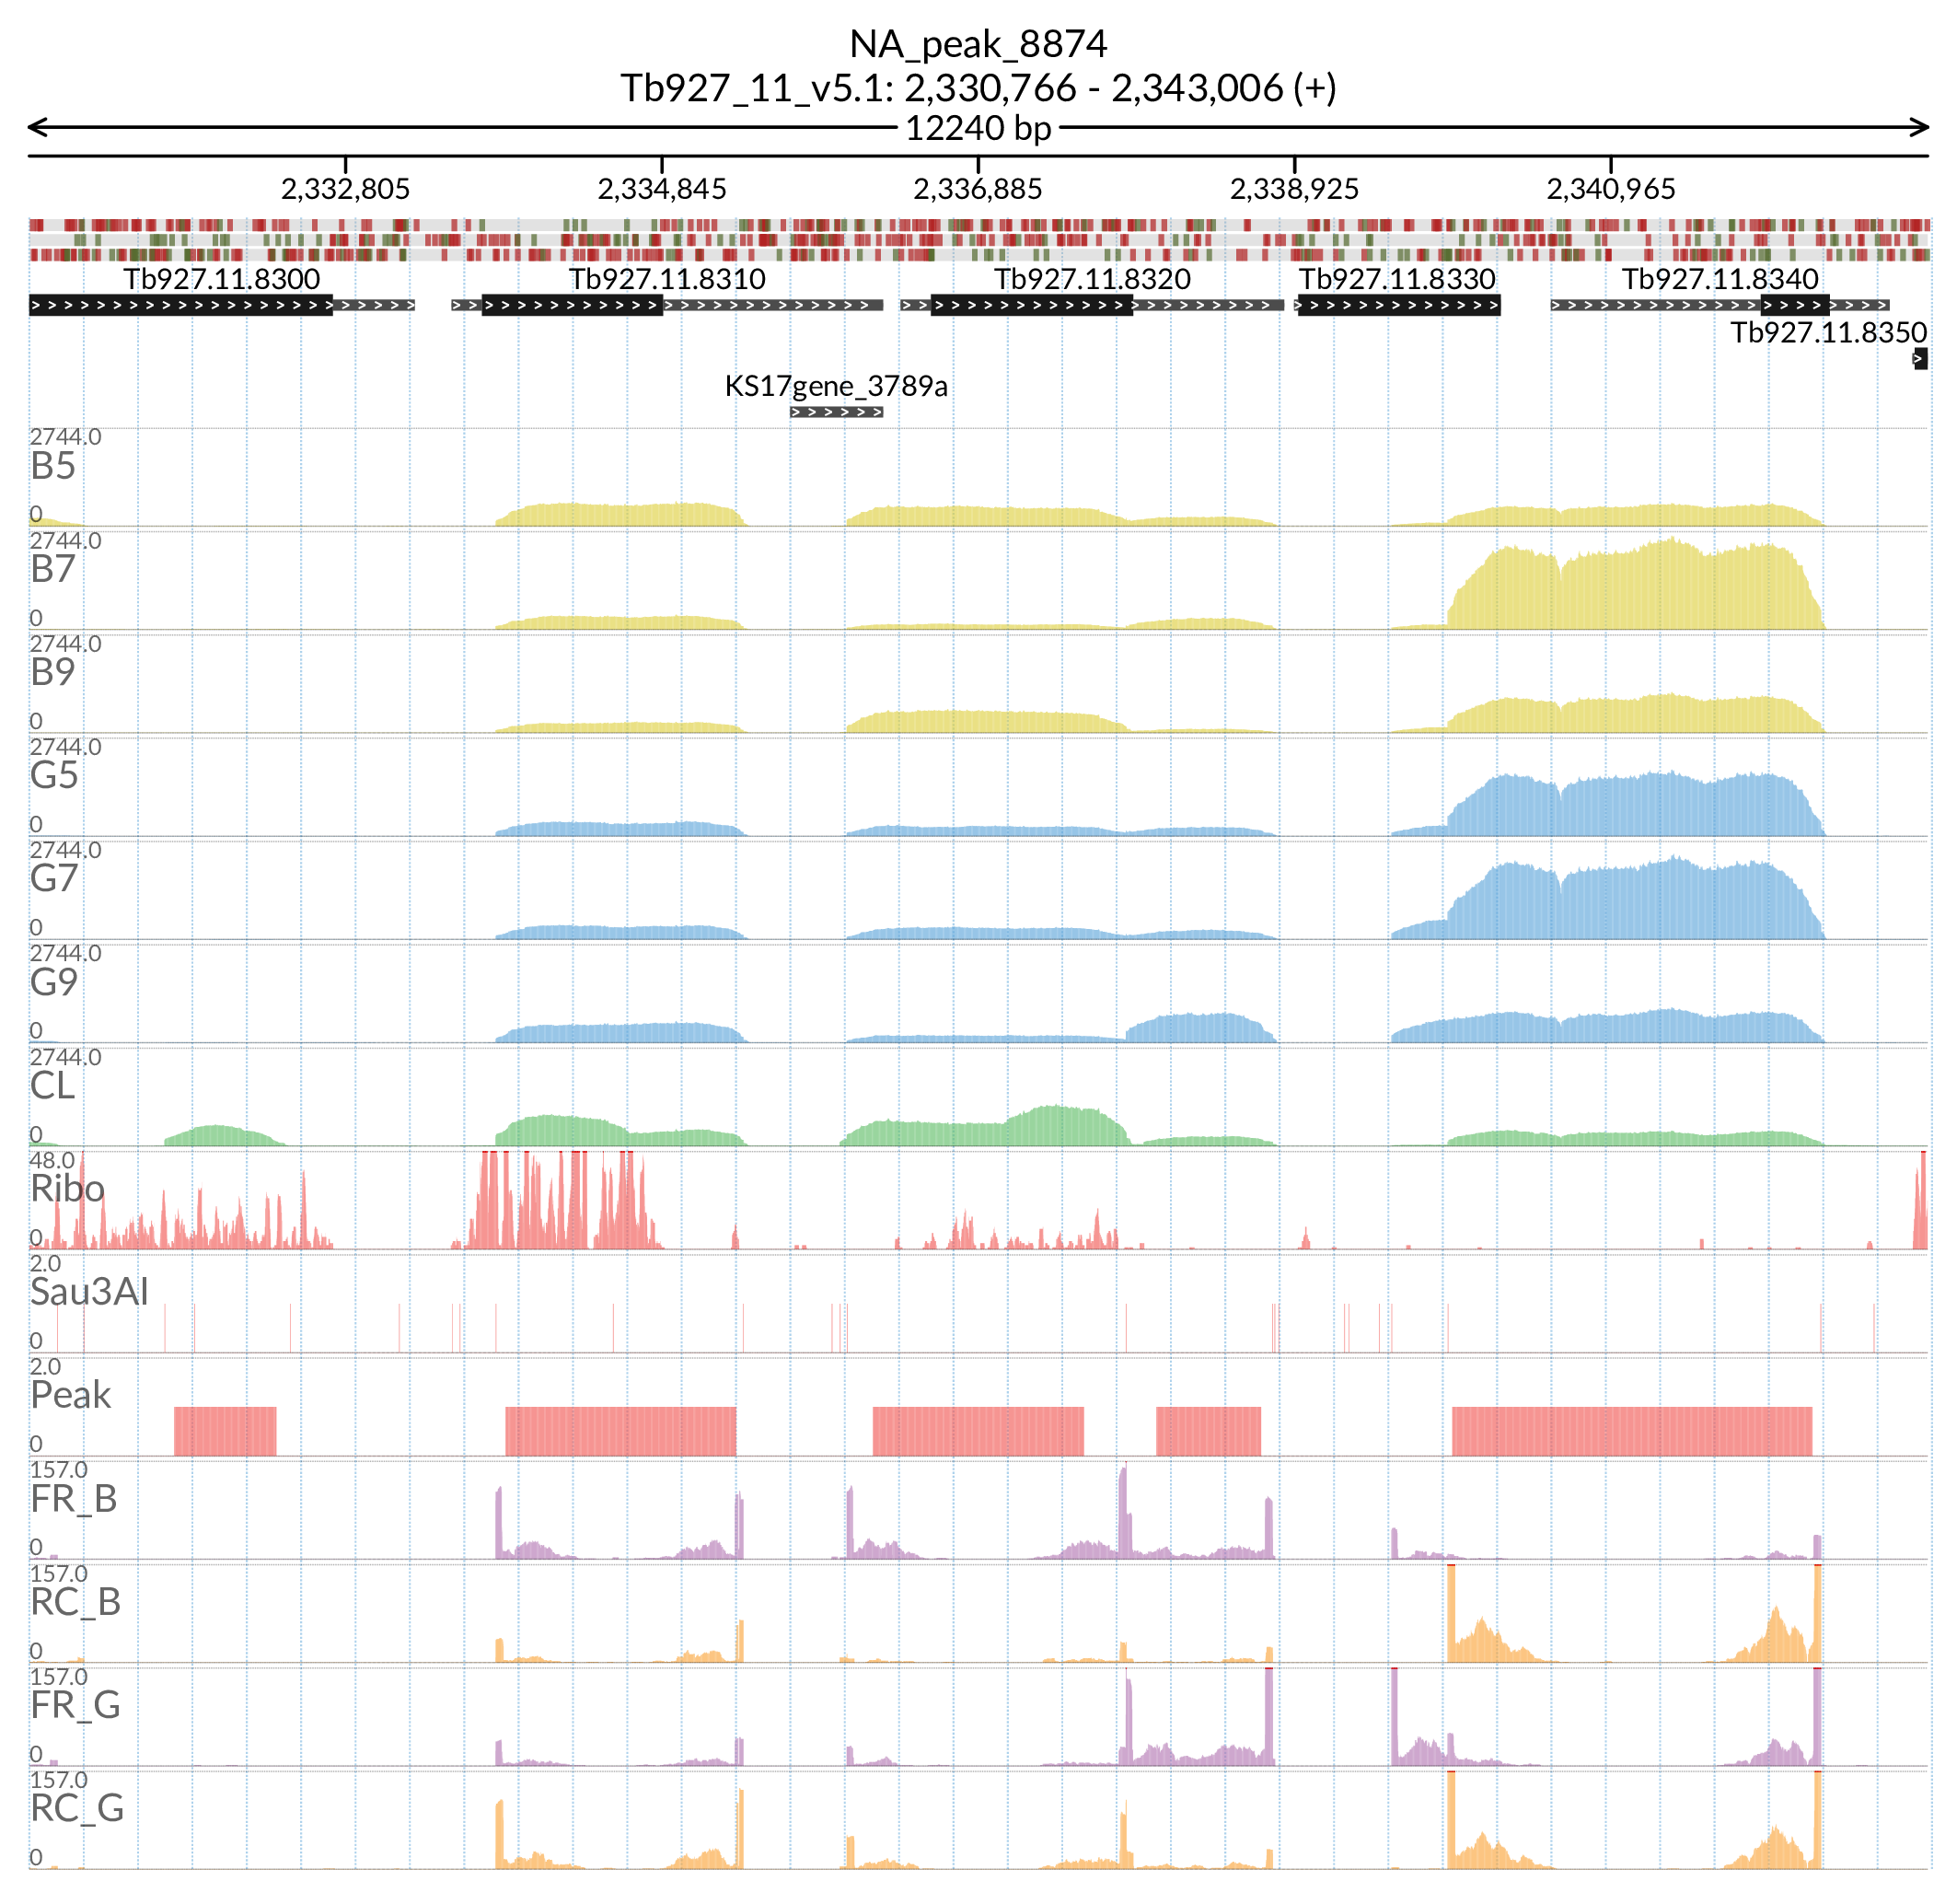 NA_peak_8874
Tb927_11_v5.1: 2,330,766 - 2,343,006 (+)
12240 bp
2,332,805 2,334,845 2,336,885 2,338,925 2,340,965
Tb927.11.8300 Tb927.11.8310 Tb927.11.8320 Tb927.11.8330 Tb927.11.8340
Tb927.11.8350
KS17gene_3789a
2744.0
B5
0
2744.0
B7
0
2744.0
B9
0
2744.0
G5
0
2744.0
G7
0
2744.0
G9
0
2744.0
CL
0
48.0
Ribo
0
2.0
Sau3AI
0
2.0
Peak
0
157.0
FR_B
0
157.0
RC_B
0
157.0
FR_G
0
157.0
RC_G
0